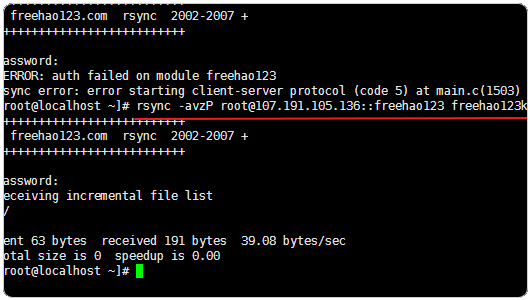 ++++++++++++++++++++++++++
freehao123.com  rsync  2002-2007 +
++++++++++++++++++++++++++
assword:
ERROR: auth failed on module freehao123
sync error: error starting client-server protocol (code 5) at main.c(1503)
root@localhost ~]# rsync -avzP root@107.191.105.136::freehao123 freehao123k
++++++++++++++++++++++++++
freehao123.com  rsync  2002-2007 +
++++++++++++++++++++++++++
assword:
eceiving incremental file list
/
ent 63 bytes  received 191 bytes  39.08 bytes/sec
otal size is 0  speedup is 0.00
root@localhost ~]#